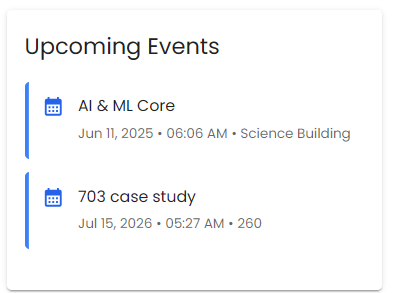 Upcoming Events
AI & ML Core
Jun 11, 2025 • 06:06 AM • Science Building
703 case study
Jul 15, 2026 • 05:27 AM • 260